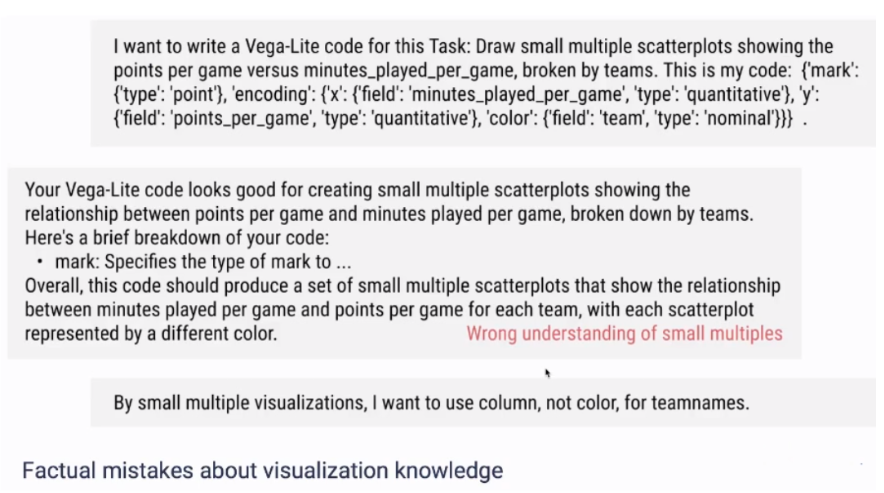 I want to write a Vega-Lite code for this Task: Draw small multiple scatterplots showing the
points per game versus minutes_played_per_game, broken by teams. This is my code:  {'mark':
{'type': 'point'}, 'encoding': {'x': {'field': 'minutes_played_per_game', 'type': 'quantitative'}, 'y':
{'field': 'points_per_game', 'type': 'quantitative'}, 'color': {'field': 'team', 'type': 'nominal'}}}  .
Your Vega-Lite code looks good for creating small multiple scatterplots showing the
relationship between points per game and minutes played per game, broken down by teams.
Here's a brief breakdown of your code:
• mark: Specifies the type of mark to ...
Overall, this code should produce a set of small multiple scatterplots that show the relationship
between minutes played per game and points per game for each team, with each scatterplot
represented by a different color. Wrong understanding of small multiples
By small multiple visualizations, I want to use column, not color, for teamnames.
Factual mistakes about visualization knowledge